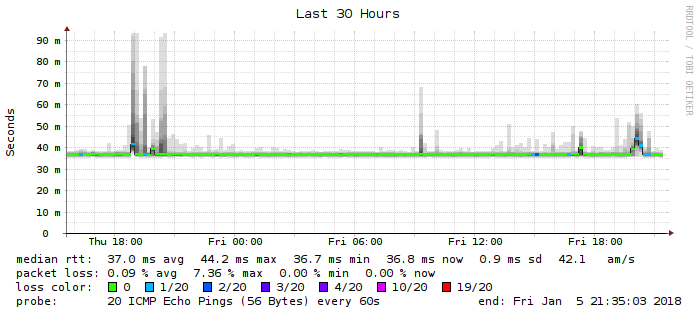 Last 30 Hours
RRDTOOL / TOBI OETIKER
Seconds
90 m
80 m
70 m
60 m
50 m
40 m
30 m
20 m
10 m
0
Thu 18:00 Fri 00:00 Fri 06:00 Fri 12:00 Fri 18:00
median rtt: 37.0 ms avg 44.2 ms max 36.7 ms min 36.8 ms now 0.9 ms sd 42.1 am/s
packet loss: 0.09 % avg 7.36 % max 0.00 % min 0.00 % now
loss color: 0 1/20 2/20 3/20 4/20 10/20 19/20
probe: 20 ICMP Echo Pings (56 Bytes) every 60s end: Fri Jan 5 21:35:03 2018